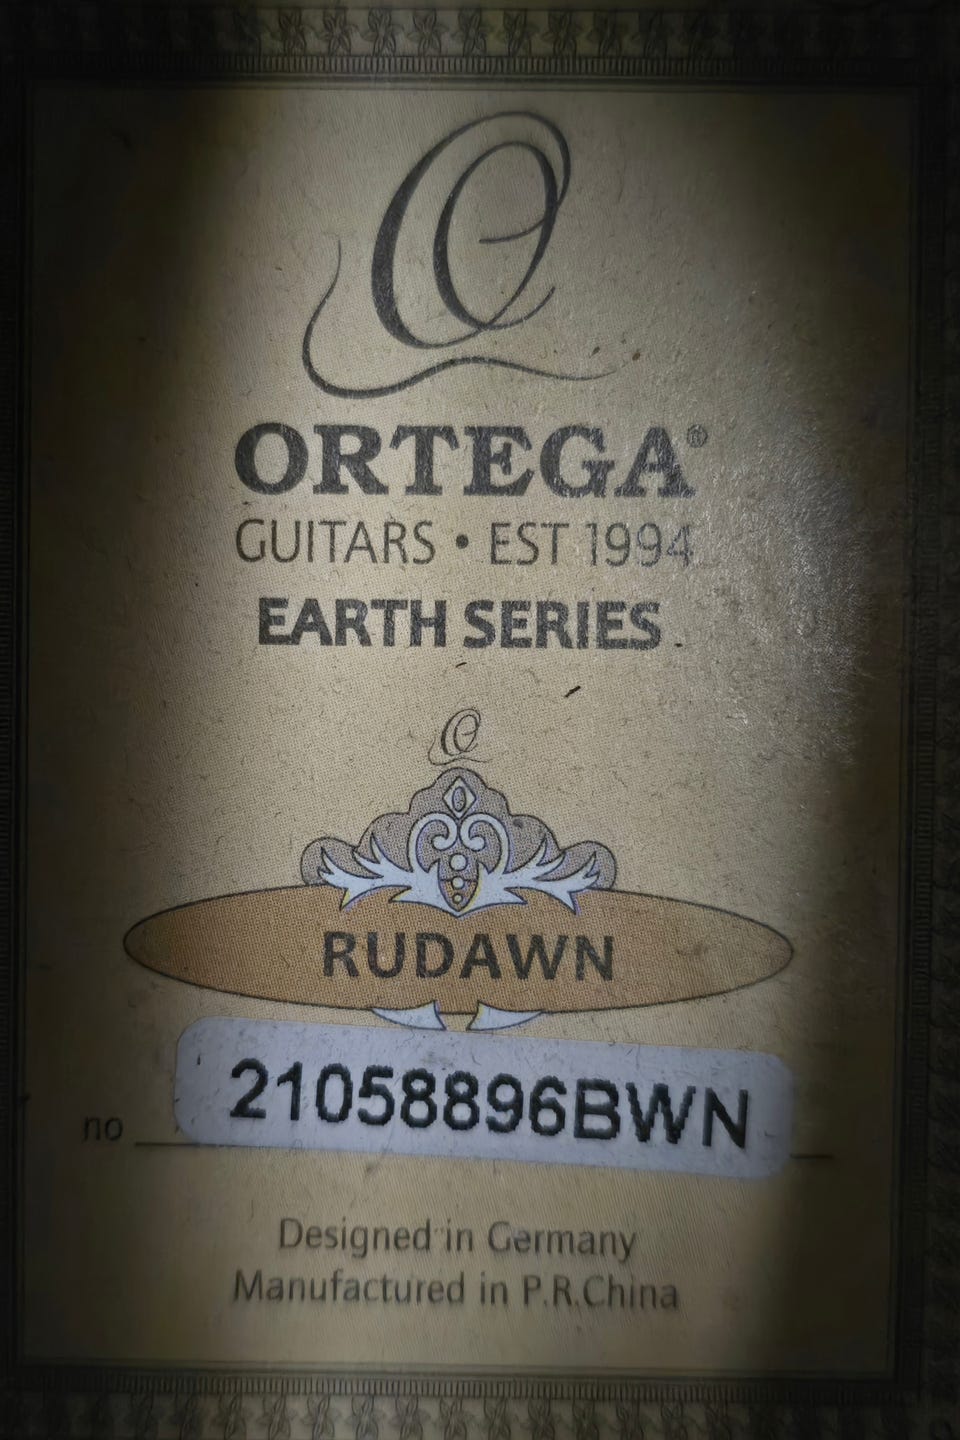 O
ORTEGA®
GUITARS • EST 1994
EARTH SERIES
O
RUDAWN
no 21058896BWN
Designed in Germany
Manufactured in P.R.China